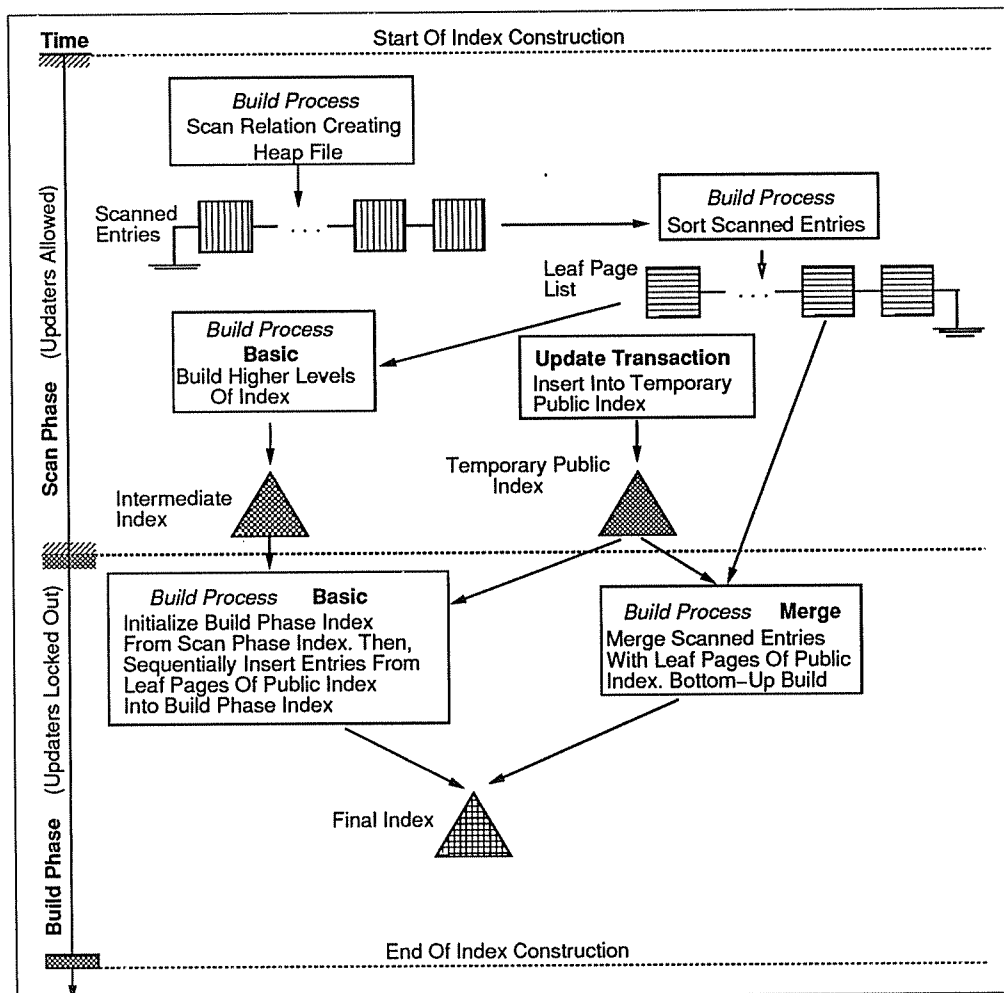 Time
Start Of Index Construction
Build Process
Scan Relation Creating
Heap File
Scanned
Entries
. . .
Build Process
Sort Scanned Entries
Leaf Page
List
. . .
Build Process
Basic
Build Higher Levels
Of Index
Update Transaction
Insert Into Temporary
Public Index
Scan Phase (Updaters Allowed)
Intermediate
Index
Temporary Public
Index
Build Process Basic
Initialize Build Phase Index
From Scan Phase Index. Then,
Sequentially Insert Entries From
Leaf Pages Of Public Index
Into Build Phase Index
Build Process Merge
Merge Scanned Entries
With Leaf Pages Of Public
Index. Bottom–Up Build
Build Phase (Updaters Locked Out)
Final Index
End Of Index Construction